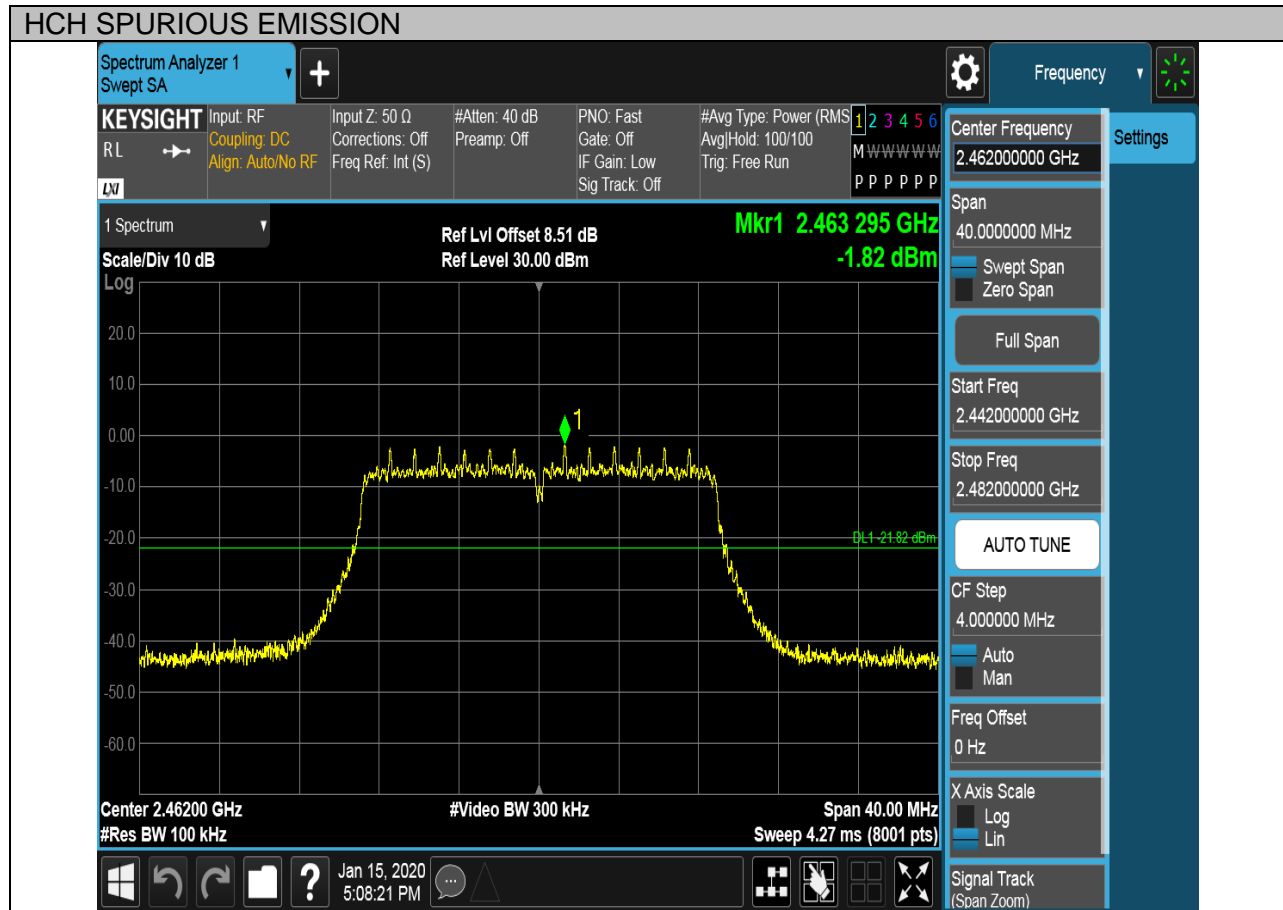 HCH SPURIOUS EMISSION
Spectrum Analyzer 1
Swept SA
+
Frequency
KEYSIGHT
RL
LXI
Input: RF
Coupling: DC
Align: Auto/No RF
Input Z: 50 Ω
Corrections: Off
Freq Ref: Int (S)
#Atten: 40 dB
Preamp: Off
PNO: Fast
Gate: Off
IF Gain: Low
Sig Track: Off
#Avg Type: Power (RMS
Avg|Hold: 100/100
Trig: Free Run
1 2 3 4 5 6
M W W W W W
P P P P P P
1 Spectrum
Scale/Div 10 dB
Log
Ref Lvl Offset 8.51 dB
Ref Level 30.00 dBm
Mkr1 2.463 295 GHz
-1.82 dBm
20.0
10.0
0.00
-10.0
-20.0
-30.0
-40.0
-50.0
-60.0
1
DL1 -21.82 dBm
Center 2.46200 GHz
#Res BW 100 kHz
#Video BW 300 kHz
Span 40.00 MHz
Sweep 4.27 ms (8001 pts)
Center Frequency
2.462000000 GHz
Settings
Span
40.0000000 MHz
Swept Span
Zero Span
Full Span
Start Freq
2.442000000 GHz
Stop Freq
2.482000000 GHz
AUTO TUNE
CF Step
4.000000 MHz
Auto
Man
Freq Offset
0 Hz
X Axis Scale
Log
Lin
Signal Track
(Span Zoom)
?
Jan 15, 2020
5:08:21 PM